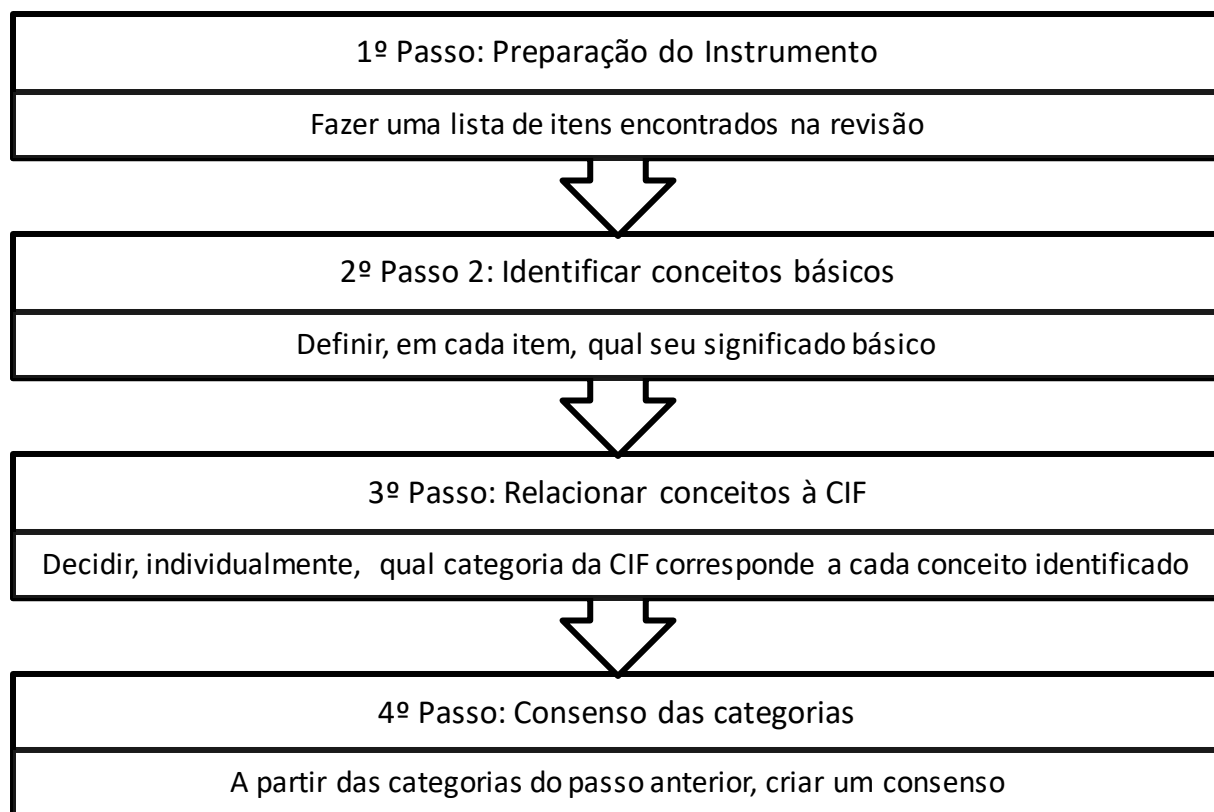 1º Passo: Preparação do Instrumento
Fazer uma lista de itens encontrados na revisão
2º Passo 2: Identificar conceitos básicos
Definir, em cada item, qual seu significado básico
3º Passo: Relacionar conceitos à CIF
Decidir, individualmente, qual categoria da CIF corresponde a cada conceito identificado
4º Passo: Consenso das categorias
A partir das categorias do passo anterior, criar um consenso